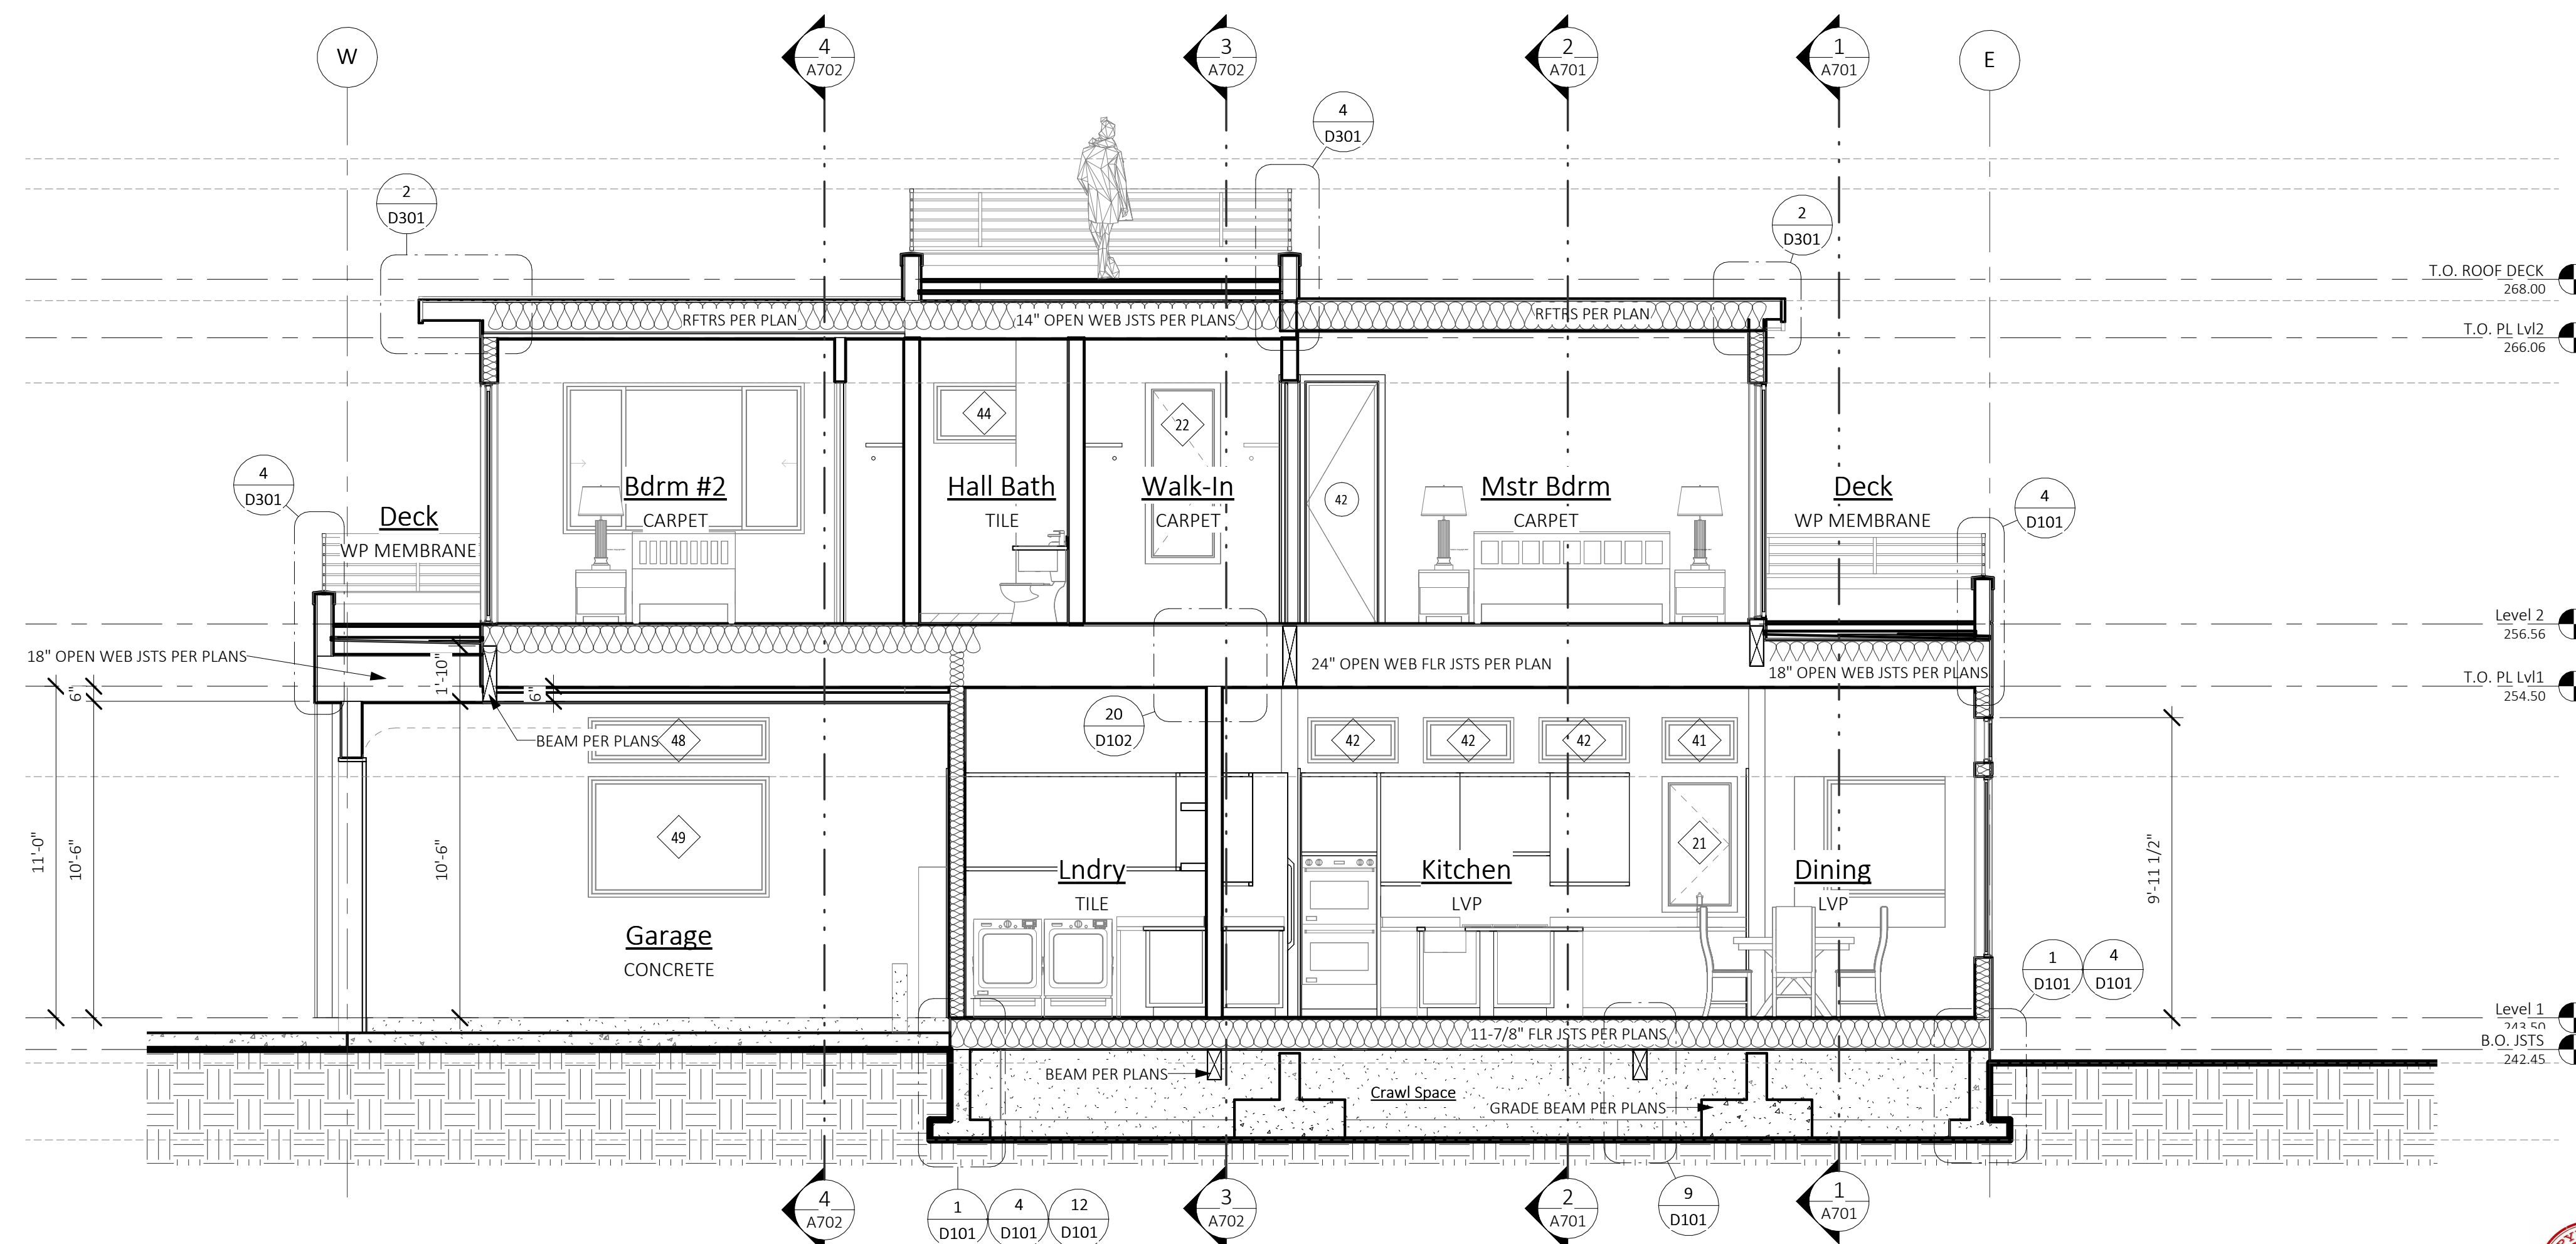 W
4
A702
3
A702
2
A701
1
A701
E
4
D301
2
D301
2
D301
T.O. ROOF DECK
268.00
RFTRS PER PLAN
14" OPEN WEB JSTS PER PLANS
RFTRS PER PLAN
T.O. PL Lvl2
266.06
44
22
42
4
D301
Bdrm #2
CARPET
Hall Bath
TILE
Walk-In
CARPET
Mstr Bdrm
CARPET
Deck
WP MEMBRANE
4
D101
Deck
WP MEMBRANE
Level 2
256.56
18" OPEN WEB JSTS PER PLANS
1'-10"
24" OPEN WEB FLR JSTS PER PLAN
18" OPEN WEB JSTS PER PLANS
T.O. PL Lvl1
254.50
6"
6"
20
D102
BEAM PER PLANS
48
42
42
42
41
49
21
11'-0"
10'-6"
10'-6"
9'-11 1/2"
Lndry
TILE
Kitchen
LVP
Dining
LVP
Garage
CONCRETE
1
D101
4
D101
Level 1
243.50
11-7/8" FLR JSTS PER PLANS
B.O. JSTS
242.45
BEAM PER PLANS
Crawl Space
GRADE BEAM PER PLANS
4
A702
1
D101
4
D101
12
D101
3
A702
2
A701
9
D101
1
A701